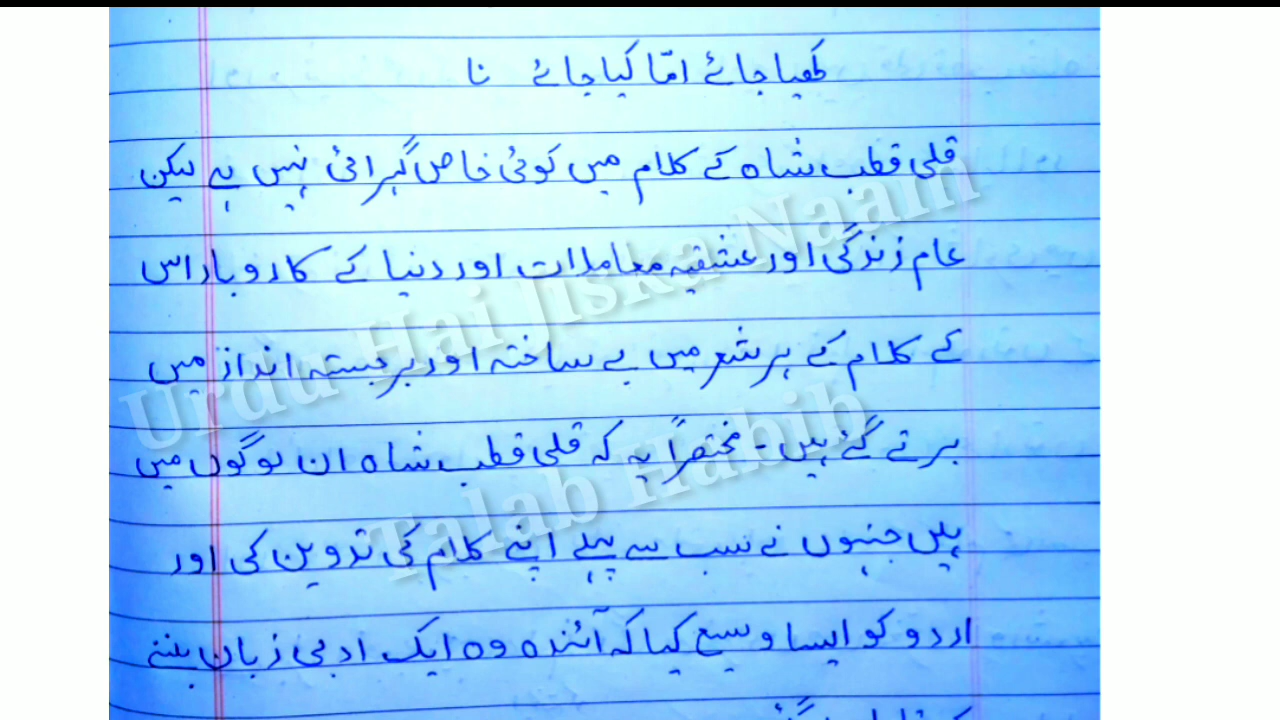 کھیا جائے امّا کیا جائے نا
قلی قطب شاہ کے کلام میں کوئی خاص گہرائی نہیں ہے لیکن
عام زندگی اور عشقیہ معاملات اور دنیا کے کاروبار اس
کے کلام کے ہر شعر میں بے ساختہ اور برجستہ انداز میں
برتے گئے ہیں۔ مختصراً یہ کہ قلی قطب شاہ ان لوگوں میں
ہیں جنہوں نے سب سے پہلے اپنے کلام کی تدوین کی اور
اردو کو ایسا وسیع کیا کہ آئندہ وہ ایک ادبی زبان بننے
Urdu Hai Jiska Naam
Talab Habib